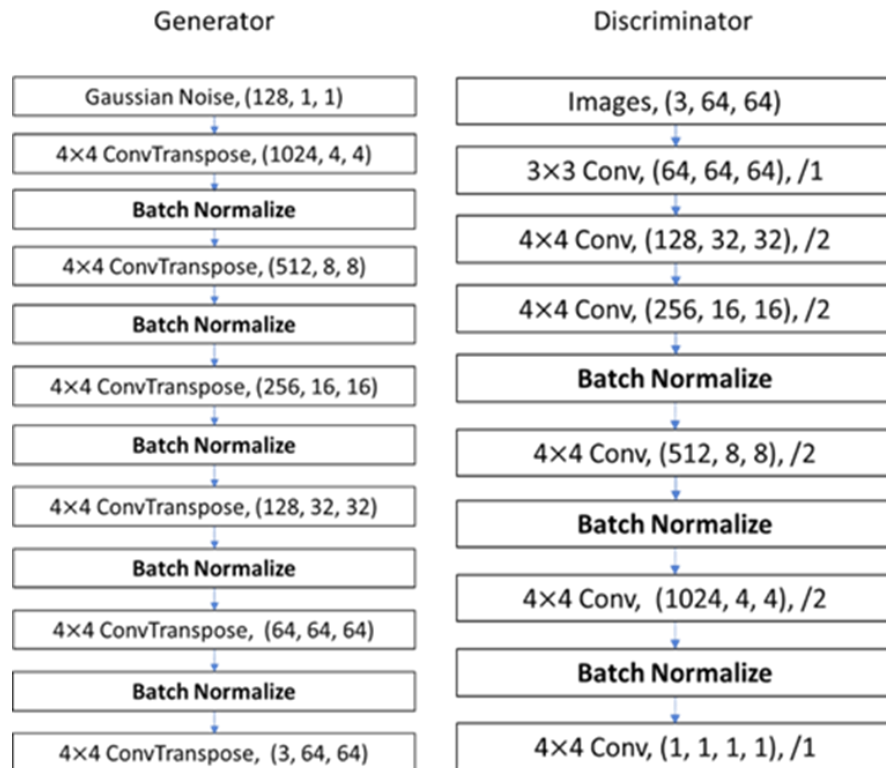 Generator
Gaussian Noise, (128, 1, 1)
4×4 ConvTranspose, (1024, 4, 4)
Batch Normalize
4×4 ConvTranspose, (512, 8, 8)
Batch Normalize
4×4 ConvTranspose, (256, 16, 16)
Batch Normalize
4×4 ConvTranspose, (128, 32, 32)
Batch Normalize
4×4 ConvTranspose, (64, 64, 64)
Batch Normalize
4×4 ConvTranspose, (3, 64, 64)
Discriminator
Images, (3, 64, 64)
3×3 Conv, (64, 64, 64), /1
4×4 Conv, (128, 32, 32), /2
4×4 Conv, (256, 16, 16), /2
Batch Normalize
4×4 Conv, (512, 8, 8), /2
Batch Normalize
4×4 Conv, (1024, 4, 4), /2
Batch Normalize
4×4 Conv, (1, 1, 1, 1), /1